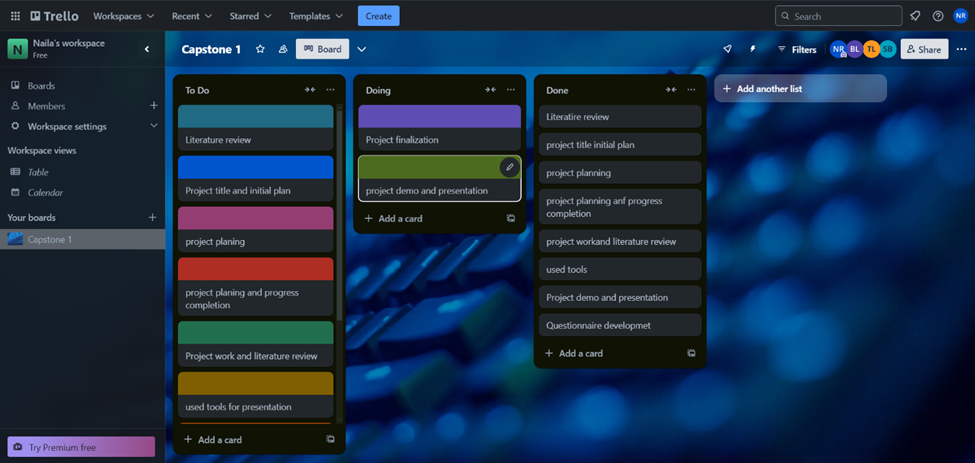 Trello Workspaces Recent Starred Templates Create Search NR
N Naila's workspace
Free
Capstone 1 Board Filters NR BL TL SB Share
Boards
Members
Workspace settings
Workspace views
Table
Calendar
Your boards
Capstone 1
Try Premium free
To Do
Literature review
Project title and initial plan
project planing
project planing and progress
completion
Project work and literature review
used tools for presentation
Add a card
Doing
Project finalization
project demo and presentation
Add a card
Done
Literatire review
project title initial plan
project planning
project planning anf progress
completion
project workand literature review
used tools
Project demo and presentation
Questionnaire developmet
Add a card
Add another list